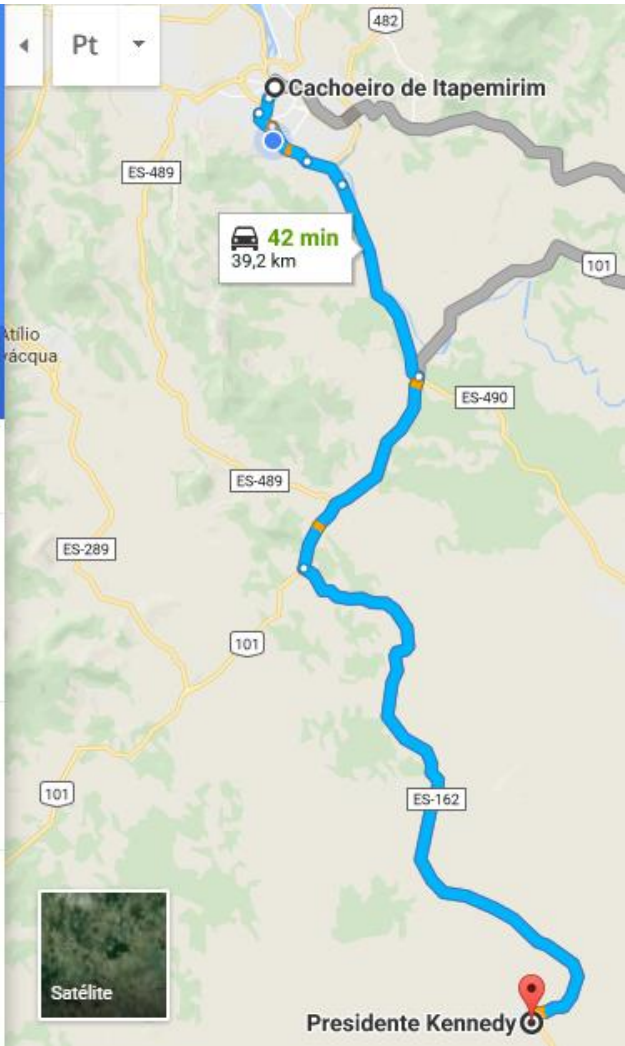 Pt
482
Cachoeiro de Itapemirim
ES-489
42 min
39,2 km
101
Atílio
vácqua
ES-490
ES-489
ES-289
101
101
ES-162
Satélite
Presidente Kennedy